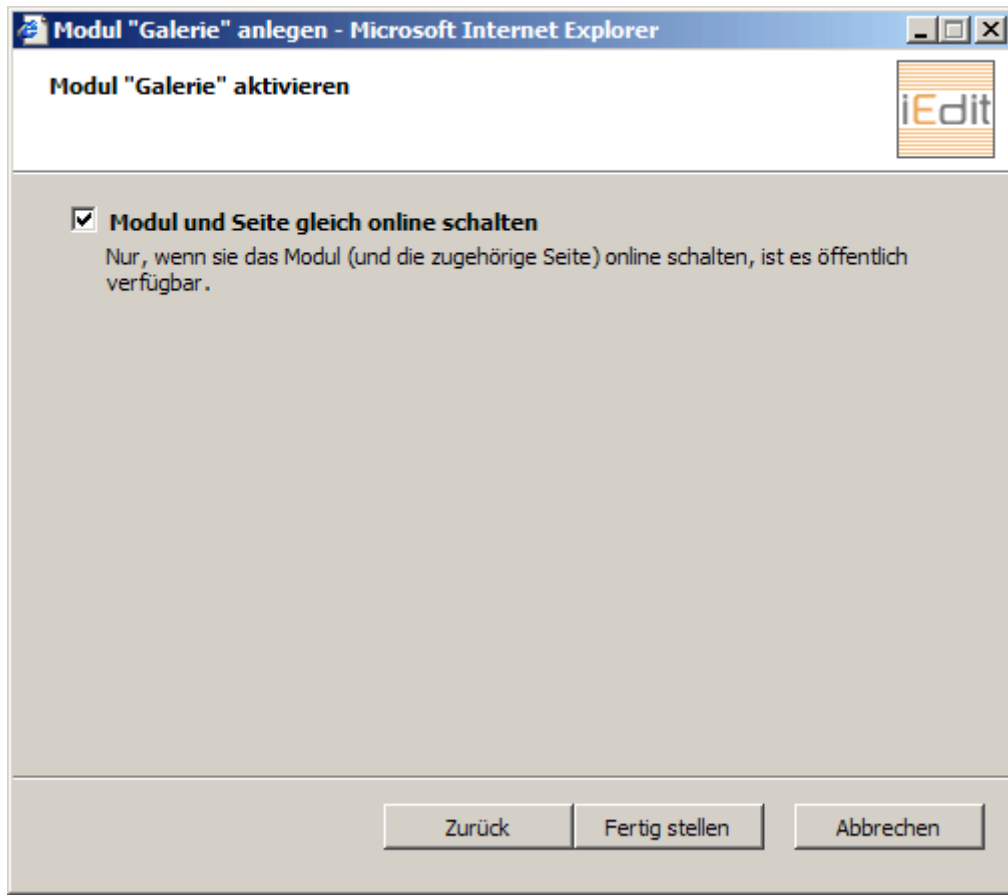 Modul "Galerie" anlegen - Microsoft Internet Explorer
Modul "Galerie" aktivieren
iEdit
Modul und Seite gleich online schalten
Nur, wenn sie das Modul (und die zugehörige Seite) online schalten, ist es öffentlich
verfügbar.
Zurück Fertig stellen Abbrechen